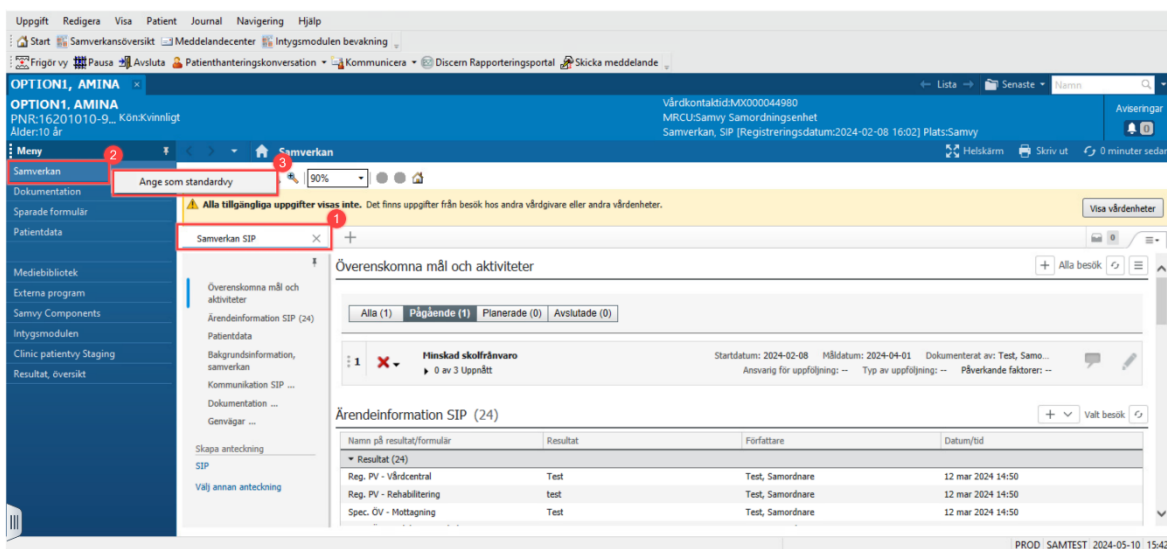 Uppgift Redigera Visa Patient Journal Navigering Hjälp
Start Samverkansöversikt Meddelandecenter Intygsmodulen bevakning
Frigör vy Pausa Avsluta Patienthanteringskonversation Kommunicera Discern Rapporteringsportal Skicka meddelande
OPTION1, AMINA × ← Lista → Senaste Namn
OPTION1, AMINA
PNR:16201010-9... Kön:Kvinnligt
Ålder:10 år
Vårdkontaktid:MX000044980
MRCU:Samvy Samordningsenhet
Samverkan, SIP [Registreringsdatum:2024-02-08 16:02] Plats:Samvy
Aviseringar
0
Meny
Samverkan
Helskärm Skriv ut 0 minuter sedan
2
3
Samverkan
Ange som standardvy
90%
Dokumentation
Sparade formulär
Patientdata
Mediebibliotek
Externa program
Samvy Components
Intygsmodulen
Clinic patientvy Staging
Resultat, översikt
Alla tillgängliga uppgifter visas inte. Det finns uppgifter från besök hos andra vårdgivare eller andra vårdenheter.
Visa vårdenheter
1
Samverkan SIP × +
0
Överenskomna mål och aktiviteter
Ärendeinformation SIP (24)
Patientdata
Bakgrundsinformation, samverkan
Kommunikation SIP ...
Dokumentation ...
Genvägar ...
Skapa anteckning
SIP
Välj annan anteckning
Överenskomna mål och aktiviteter
+ Alla besök
Alla (1) Pågående (1) Planerade (0) Avslutade (0)
1
Minskad skolfrånvaro
0 av 3 Uppnått
Startdatum: 2024-02-08 Måldatum: 2024-04-01 Dokumenterat av: Test, Samo...
Ansvarig för uppföljning: -- Typ av uppföljning: -- Påverkande faktorer: --
Ärendeinformation SIP (24)
+ Valt besök
Namn på resultat/formulär Resultat Författare Datum/tid
Resultat (24)
Reg. PV - Vårdcentral Test Test, Samordnare 12 mar 2024 14:50
Reg. PV - Rehabilitering test Test, Samordnare 12 mar 2024 14:50
Spec. ÖV - Mottagning Test Test, Samordnare 12 mar 2024 14:50
PROD SAMTEST 2024-05-10 15:42